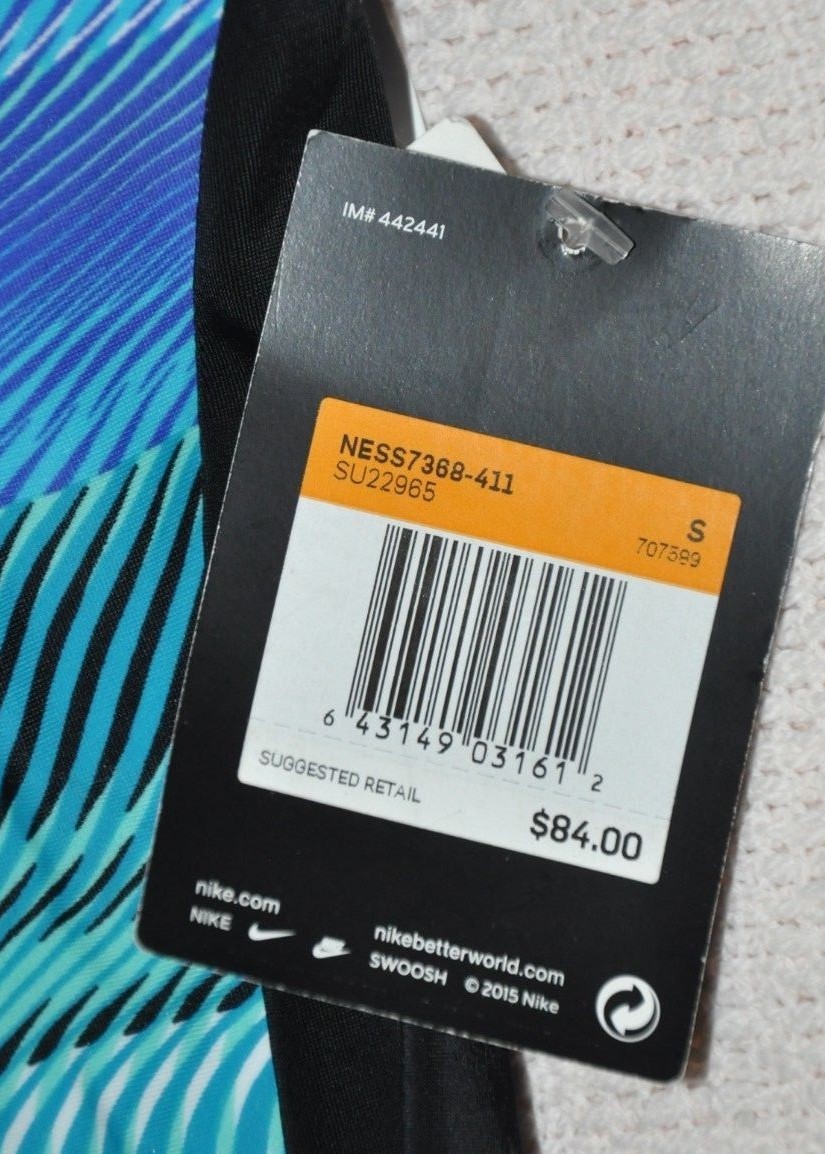 IM# 442441
NESS7368-411
SU22965
S
707589
6 43149 03161 2
SUGGESTED RETAIL
$84.00
nike.com
NIKE
nikebetterworld.com
SWOOSH © 2015 Nike